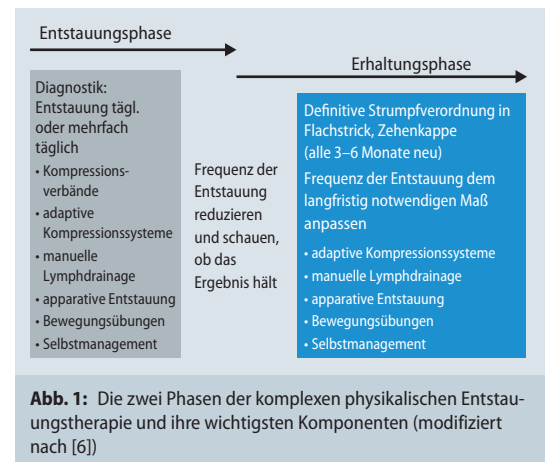 Entstauungsphase
Erhaltungsphase
Diagnostik:
Entstauung tägl.
oder mehrfach
täglich
• Kompressions-
verbände
• adaptive
Kompressionssysteme
• manuelle
Lymphdrainage
• apparative Entstauung
• Bewegungsübungen
• Selbstmanagement
Frequenz der
Entstauung
reduzieren
und schauen,
ob das
Ergebnis hält
Definitive Strumpfverordnung in
Flachstrick, Zehenkappe
(alle 3–6 Monate neu)
Frequenz der Entstauung dem
langfristig notwendigen Maß
anpassen
• adaptive Kompressionssysteme
• manuelle Lymphdrainage
• apparative Entstauung
• Bewegungsübungen
• Selbstmanagement
Abb. 1: Die zwei Phasen der komplexen physikalischen Entstau-
ungstherapie und ihre wichtigsten Komponenten (modifiziert
nach [6])